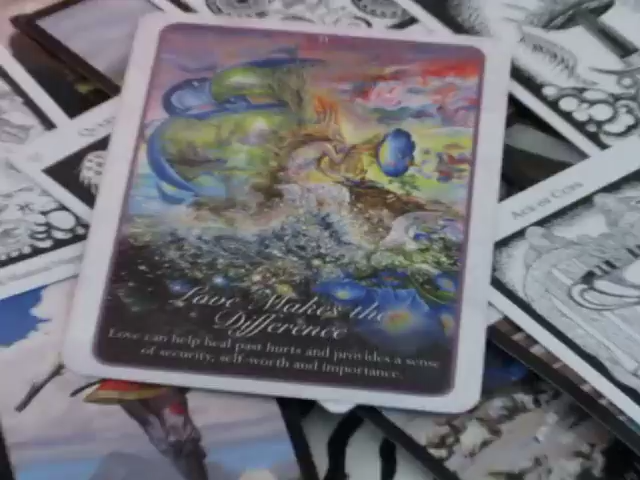 Love Makes the
Difference
Love can help heal past hurts and provides a sense
of security, self-worth and importance.
Ace of Cups